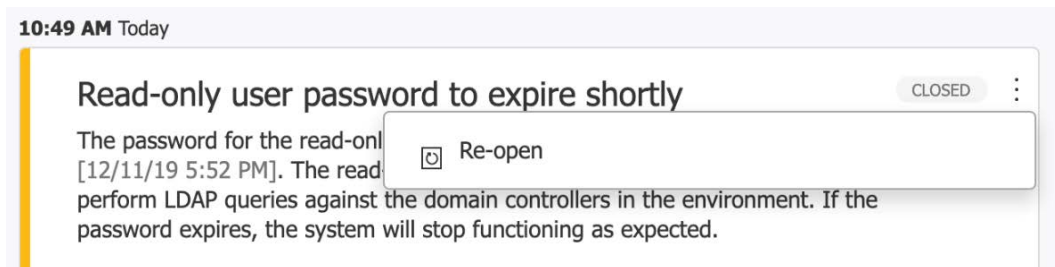 10:49 AM Today
Read-only user password to expire shortly
CLOSED
The password for the read-onl
Re-open
[12/11/19 5:52 PM]. The read-
perform LDAP queries against the domain controllers in the environment. If the
password expires, the system will stop functioning as expected.